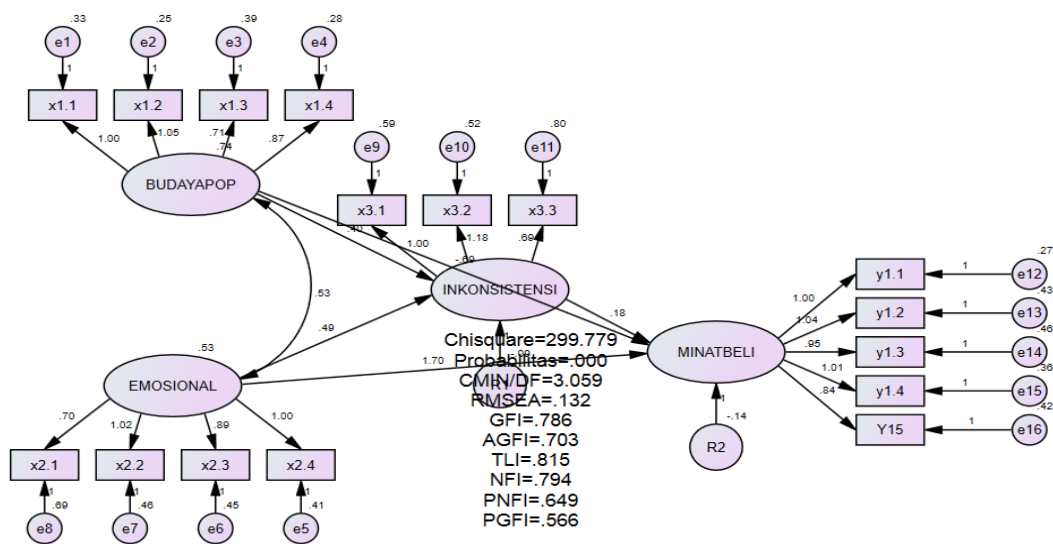 .33 .25 .39 .28
e1 e2 e3 e4
1 1 1 1
x1.1 x1.2 x1.3 x1.4
1.00 1.05 .71 .87
.74
BUDAYAPOP
.59 .52 .80
e9 e10 e11
1 1 1
x3.1 x3.2 x3.3
.40 1.00 1.18 .69
-.69
INKONSISTENSI
.53
.49
.18
.27
y1.1 1 e12
1.00
.43
y1.2 1 e13
1.04
.46
MINATBELI .95 y1.3 1 e14
.36
1.01 y1.4 1 e15
.84
.42
Y15 1 e16
1
-.14
R2
.53
EMOSIONAL
1.70
.70 1.02 .89 1.00
x2.1 x2.2 x2.3 x2.4
1 1 1 1
.69 .46 .45 .41
e8 e7 e6 e5
1
R1
Chisquare=299.779
Probabilitas=.000
CMIN/DF=3.059
RMSEA=.132
GFI=.786
AGFI=.703
TLI=.815
NFI=.794
PNFI=.649
PGFI=.566